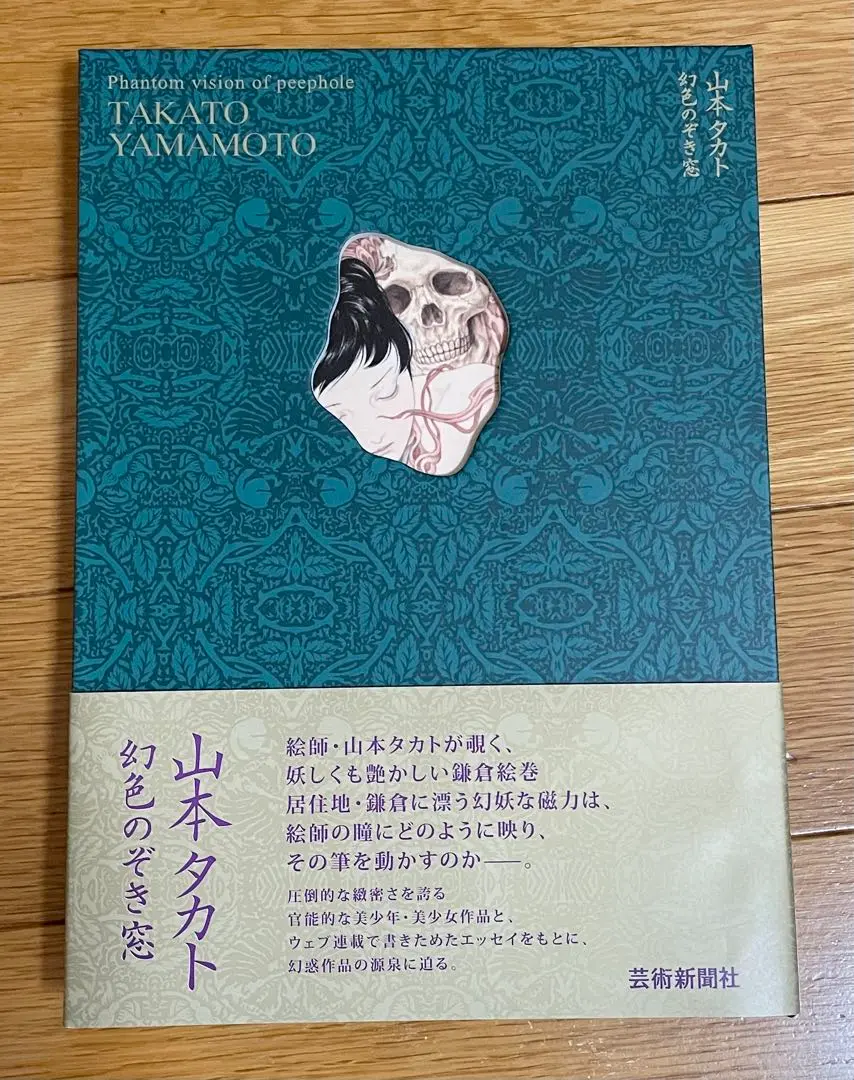 Phantom vision of peephole
TAKATO
YAMAMOTO
山本タカト
幻色のぞき窓
山本タカト
幻色のぞき窓
絵師・山本タカトが覗く、
妖しくも艶かしい鎌倉絵巻
居住地・鎌倉に漂う幻妖な磁力は、
絵師の瞳にどのように映り、
その筆を動かすのか──。
圧倒的な緻密さを誇る
官能的な美少年・美少女作品と、
ウェブ連載で書きためたエッセイをもとに、
幻惑作品の源泉に迫る。
芸術新聞社